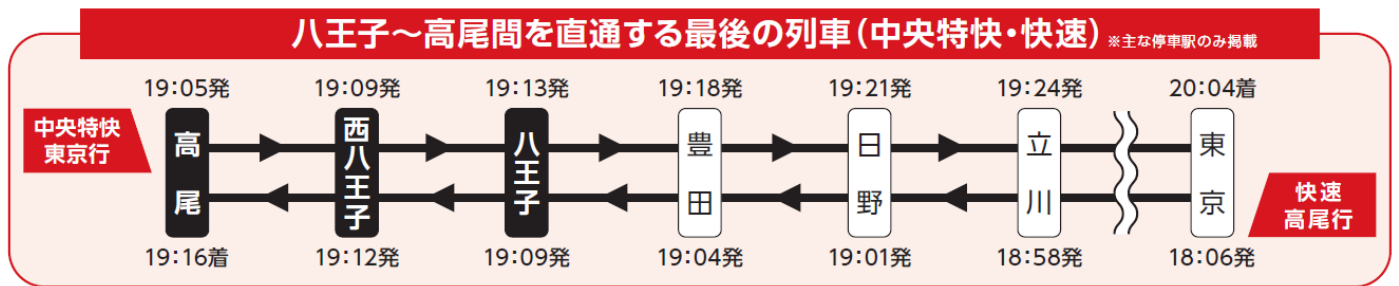 八王子～高尾間を直通する最後の列車（中央特快・快速）※主な停車駅のみ掲載
19：05発 19：09発 19：13発 19：18発 19：21発 19：24発 20：04着
中央特快
東京行
高尾 西八王子 八王子 豊田 日野 立川 東京
快速
高尾行
19：16着 19：12発 19：09発 19：04発 19：01発 18：58発 18：06発